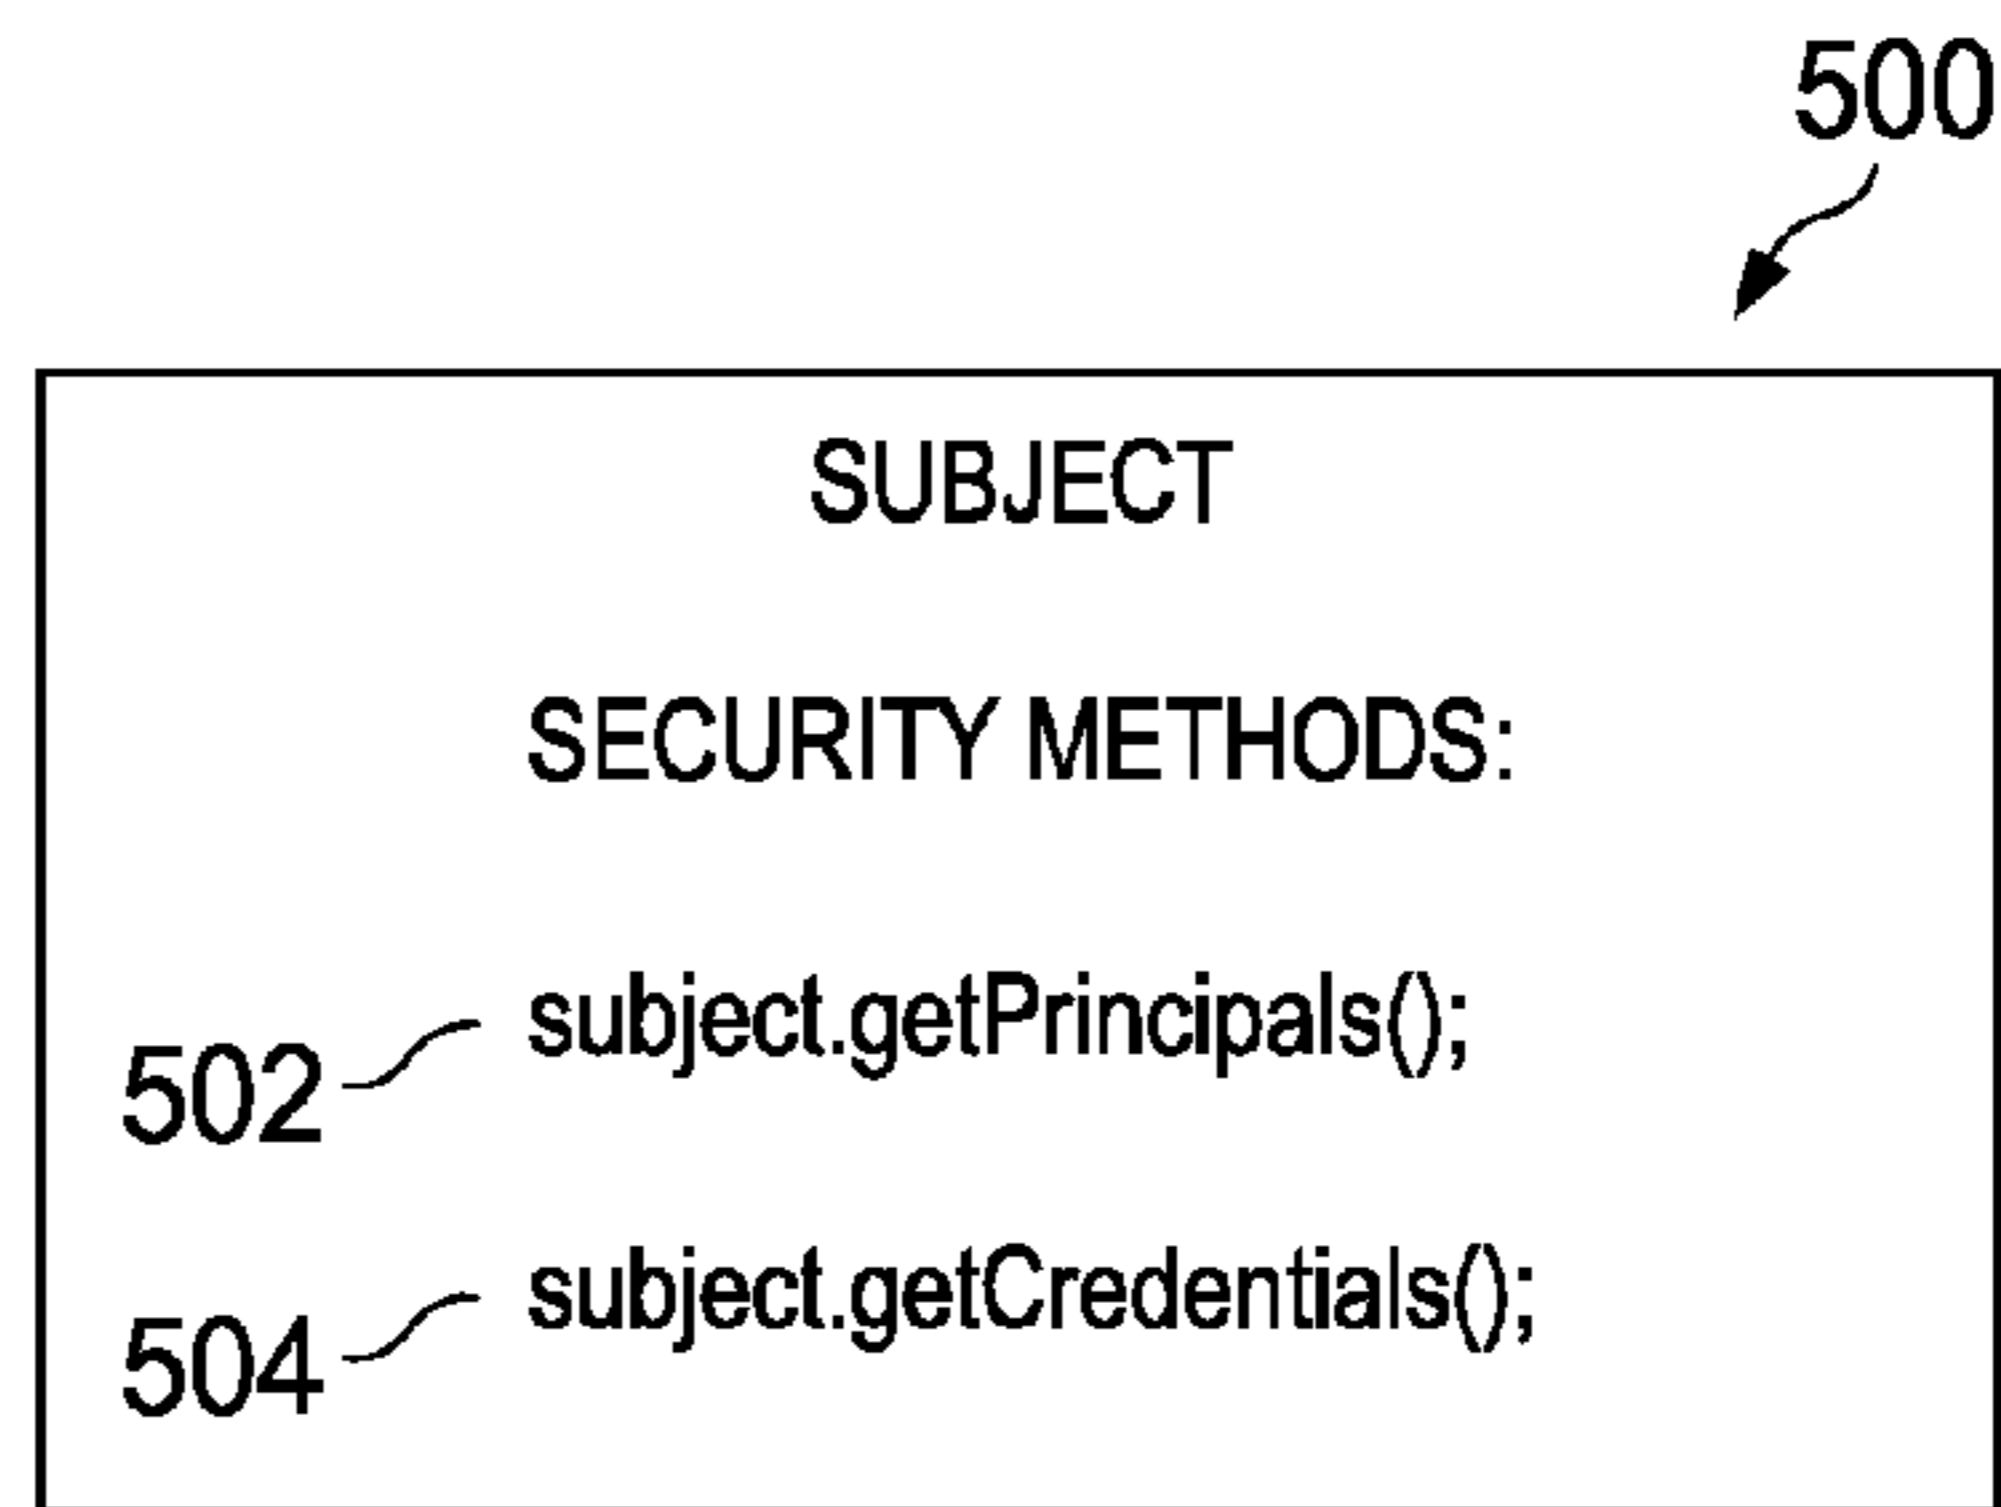 500
SUBJECT
SECURITY METHODS:
502 subject.getPrincipals();
504 subject.getCredentials();